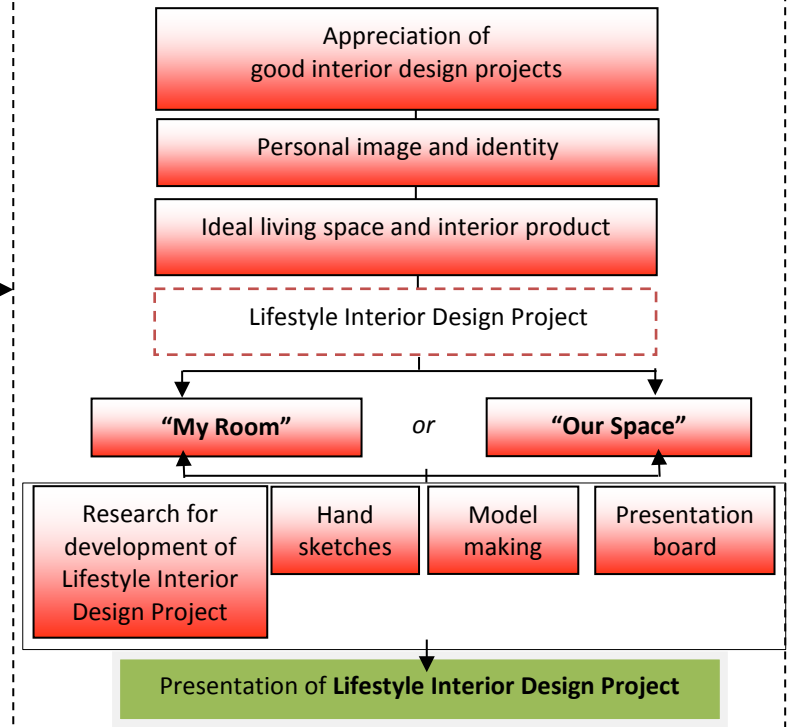 Appreciation of
good interior design projects
Personal image and identity
Ideal living space and interior product
Lifestyle Interior Design Project
“My Room”
or
“Our Space”
Research for
development of
Lifestyle Interior
Design Project
Hand
sketches
Model
making
Presentation
board
Presentation of Lifestyle Interior Design Project